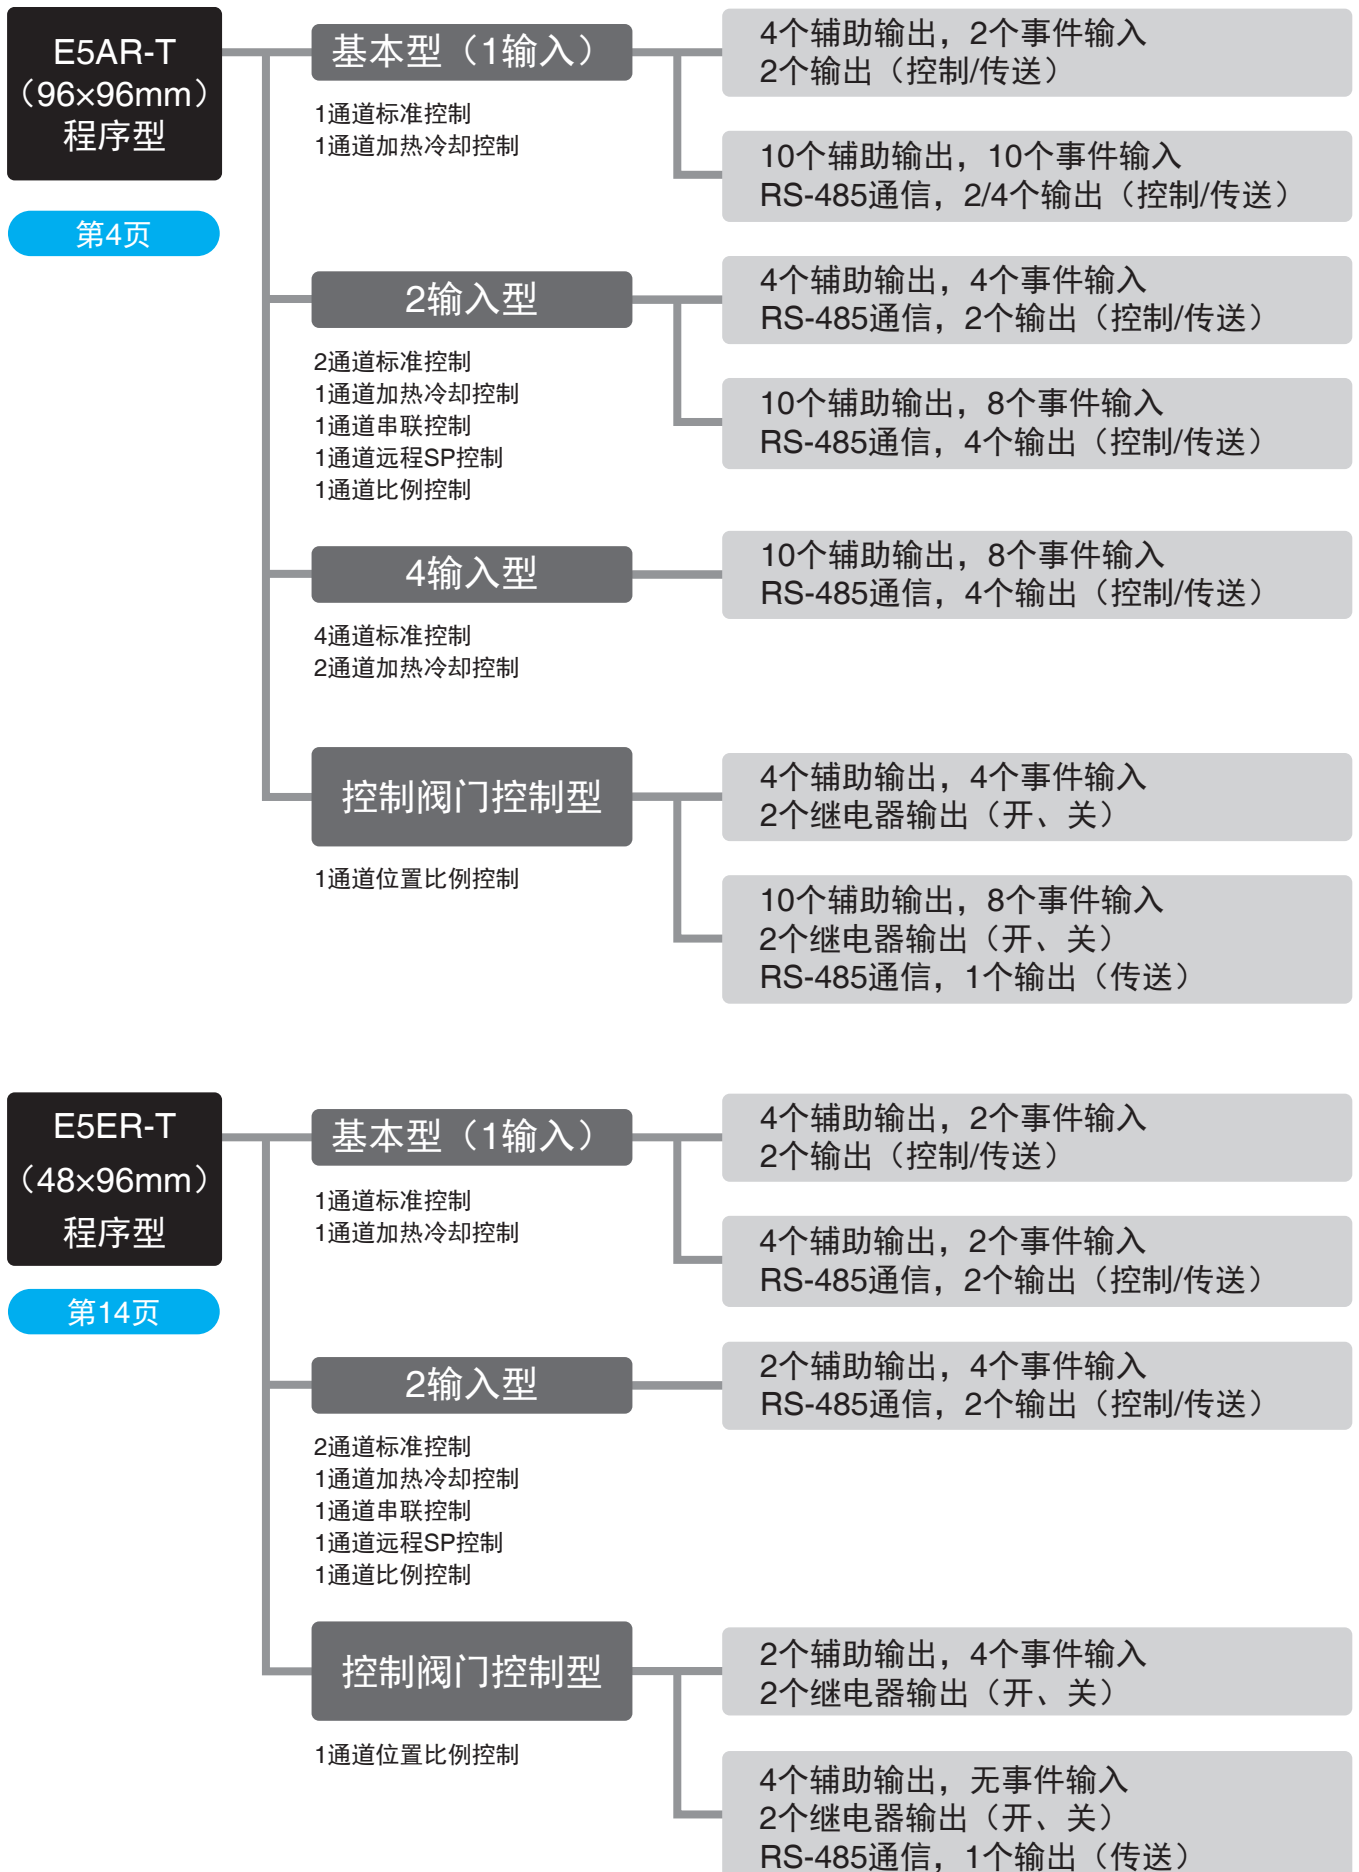 E5AR-T
（96×96mm）
程序型
第4页
基本型（1输入）
1通道标准控制
1通道加热冷却控制
4个辅助输出，2个事件输入
2个输出（控制/传送）
10个辅助输出，10个事件输入
RS-485通信，2/4个输出（控制/传送）
2输入型
2通道标准控制
1通道加热冷却控制
1通道串联控制
1通道远程SP控制
1通道比例控制
4个辅助输出，4个事件输入
RS-485通信，2个输出（控制/传送）
10个辅助输出，8个事件输入
RS-485通信，4个输出（控制/传送）
4输入型
4通道标准控制
2通道加热冷却控制
10个辅助输出，8个事件输入
RS-485通信，4个输出（控制/传送）
控制阀门控制型
1通道位置比例控制
4个辅助输出，4个事件输入
2个继电器输出（开、关）
10个辅助输出，8个事件输入
2个继电器输出（开、关）
RS-485通信，1个输出（传送）
E5ER-T
（48×96mm）
程序型
第14页
基本型（1输入）
1通道标准控制
1通道加热冷却控制
4个辅助输出，2个事件输入
2个输出（控制/传送）
4个辅助输出，2个事件输入
RS-485通信，2个输出（控制/传送）
2输入型
2通道标准控制
1通道加热冷却控制
1通道串联控制
1通道远程SP控制
1通道比例控制
2个辅助输出，4个事件输入
RS-485通信，2个输出（控制/传送）
控制阀门控制型
1通道位置比例控制
2个辅助输出，4个事件输入
2个继电器输出（开、关）
4个辅助输出，无事件输入
2个继电器输出（开、关）
RS-485通信，1个输出（传送）